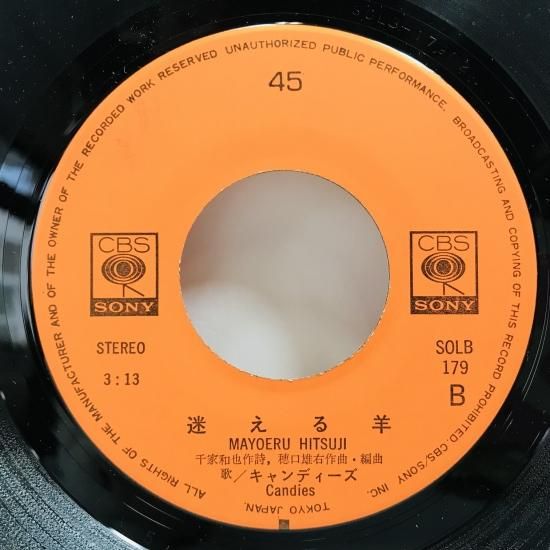 ALL RIGHTS OF THE MANUFACTURER AND OF THE OWNER OF THE RECORDED WORK RESERVED UNAUTHORIZED PUBLIC PERFORMANCE, BROADCASTING AND COPYING OF THIS RECORD PROHIBITED·CBS/SONY INC. TOKYO JAPAN.
45
CBS
SONY
CBS
SONY
STEREO
3:13
SOLB
179
B
迷える羊
MAYOERU HITSUJI
千家和也作詩，穂口雄右作曲・編曲
歌／キャンディーズ
Candies